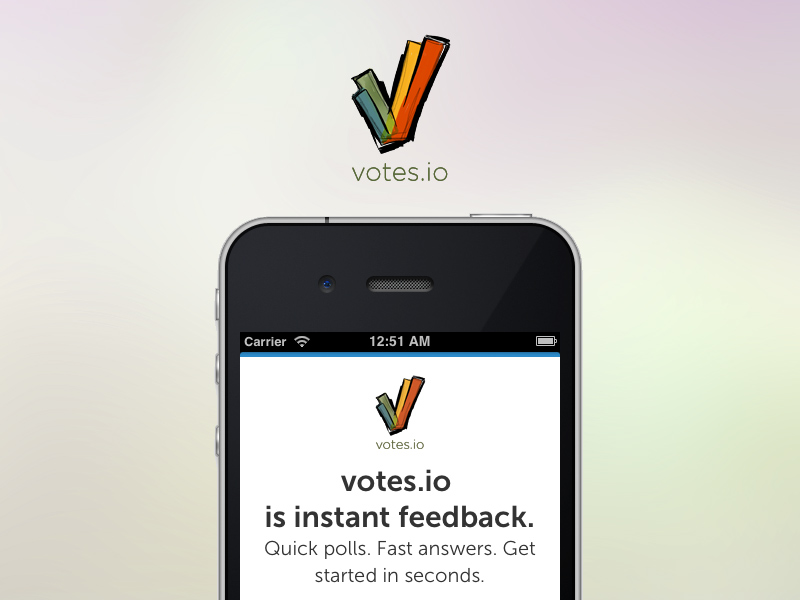 votes.io
Carrier 12:51 AM
votes.io
votes.io
is instant feedback.
Quick polls. Fast answers. Get
started in seconds.